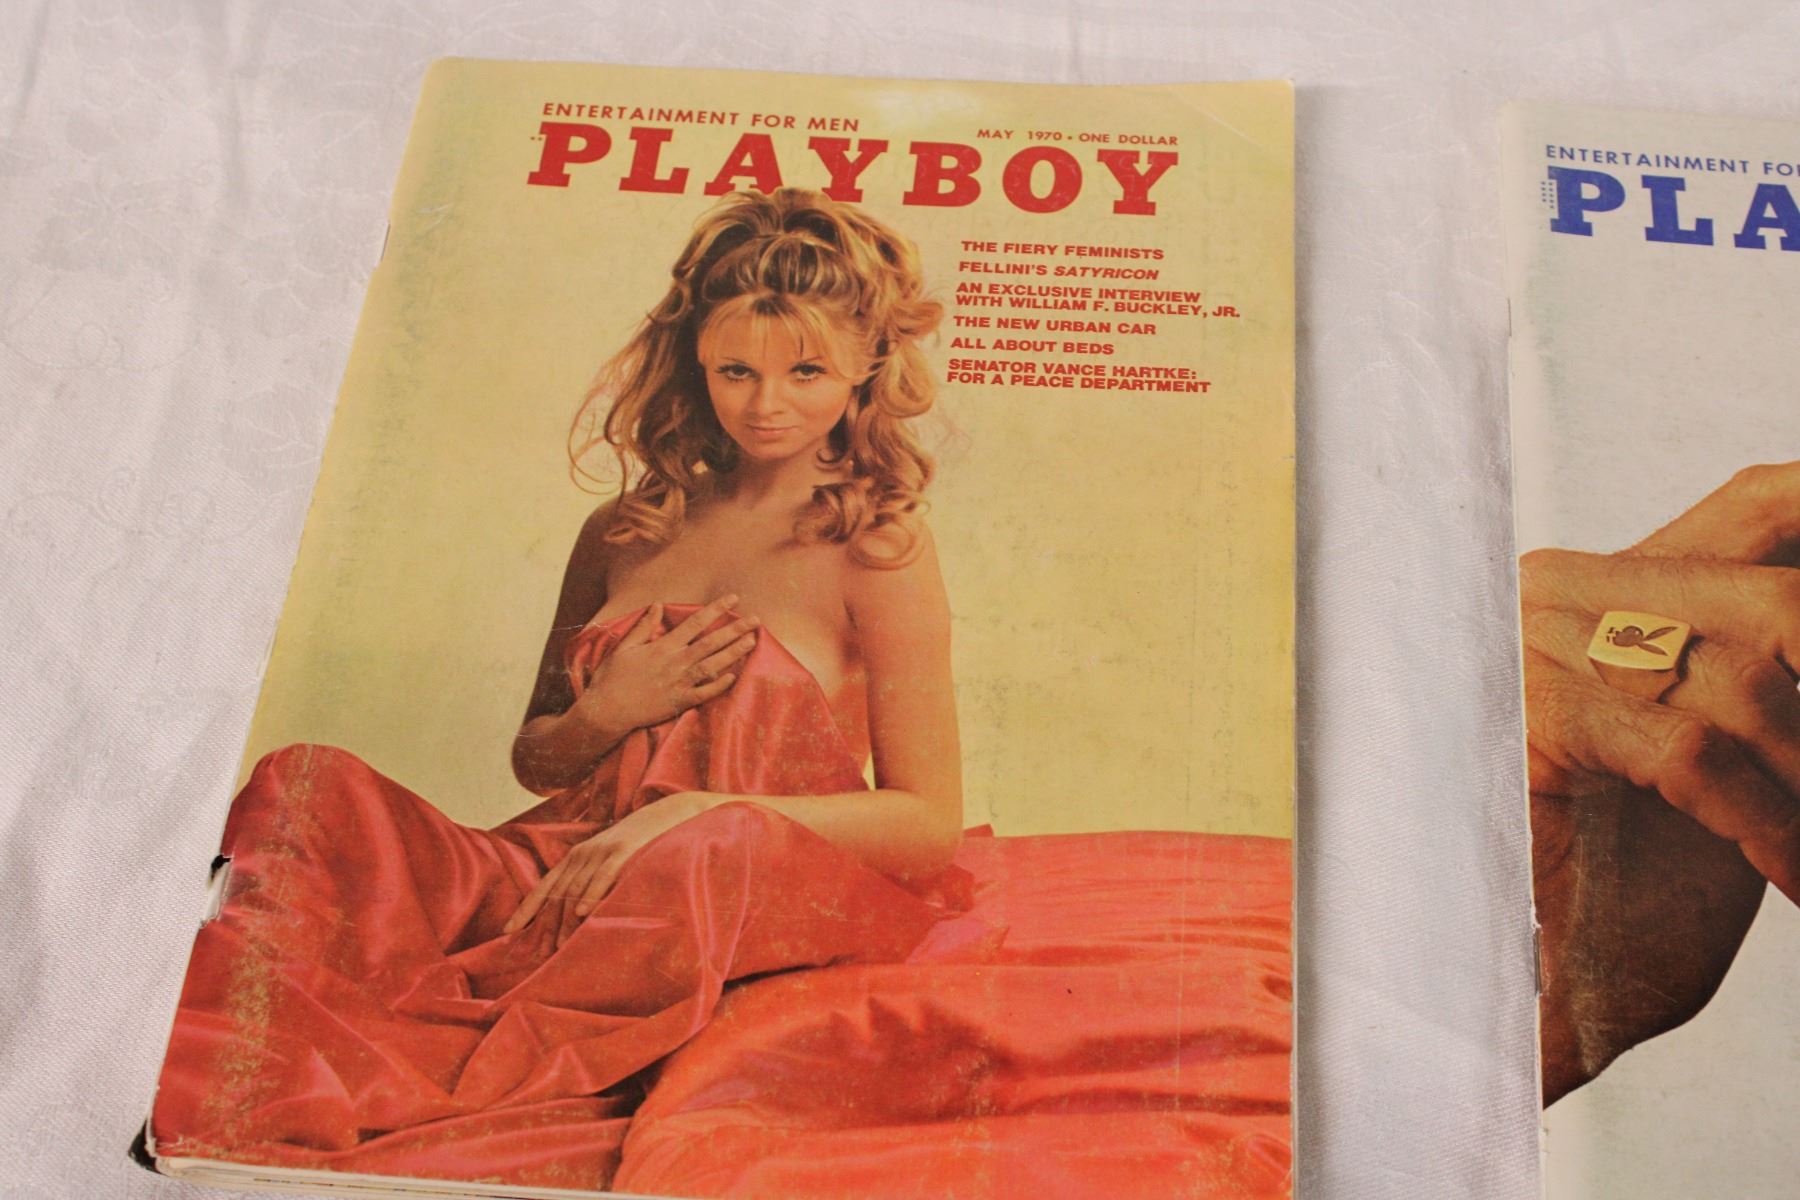 ENTERTAINMENT FOR MEN
MAY 1970 • ONE DOLLAR
PLAYBOY
THE FIERY FEMINISTS
FELLINI'S SATYRICON
AN EXCLUSIVE INTERVIEW
WITH WILLIAM F. BUCKLEY, JR.
THE NEW URBAN CAR
ALL ABOUT BEDS
SENATOR VANCE HARTKE:
FOR A PEACE DEPARTMENT
ENTERTAINMENT FO
PLA